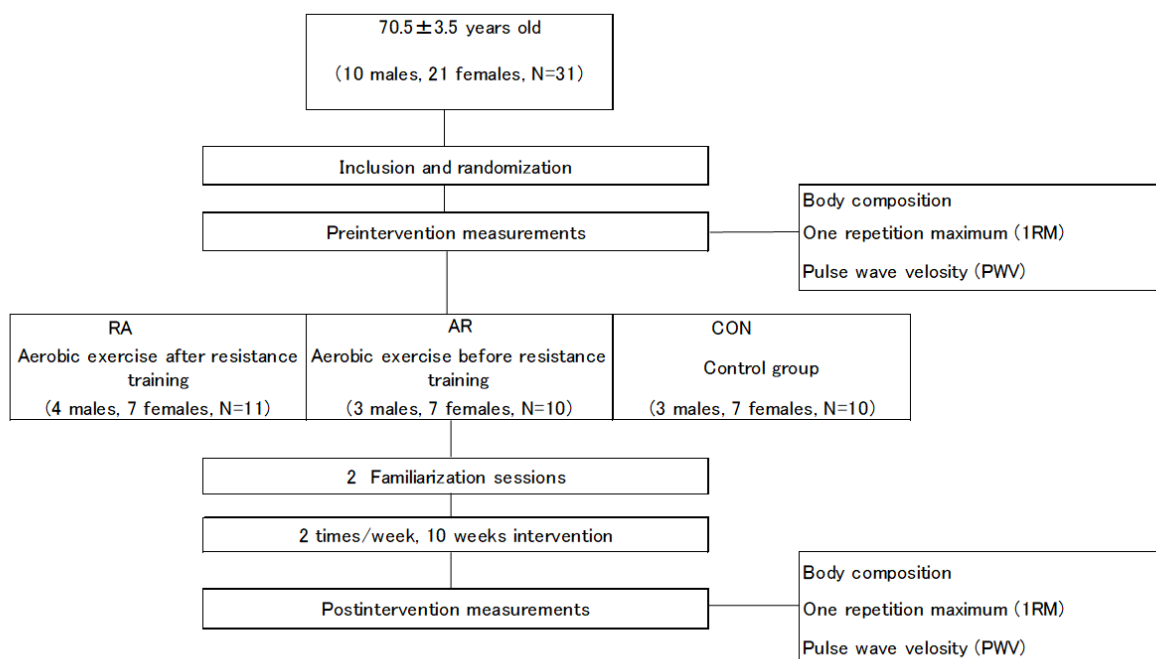 70.5±3.5 years old
(10 males, 21 females, N=31)
Inclusion and randomization
Preintervention measurements
Body composition
One repetition maximum (1RM)
Pulse wave velosity (PWV)
RA
Aerobic exercise after resistance
training
(4 males, 7 females, N=11)
AR
Aerobic exercise before resistance
training
(3 males, 7 females, N=10)
CON
Control group
(3 males, 7 females, N=10)
2 Familiarization sessions
2 times/week, 10 weeks intervention
Postintervention measurements
Body composition
One repetition maximum (1RM)
Pulse wave velosity (PWV)